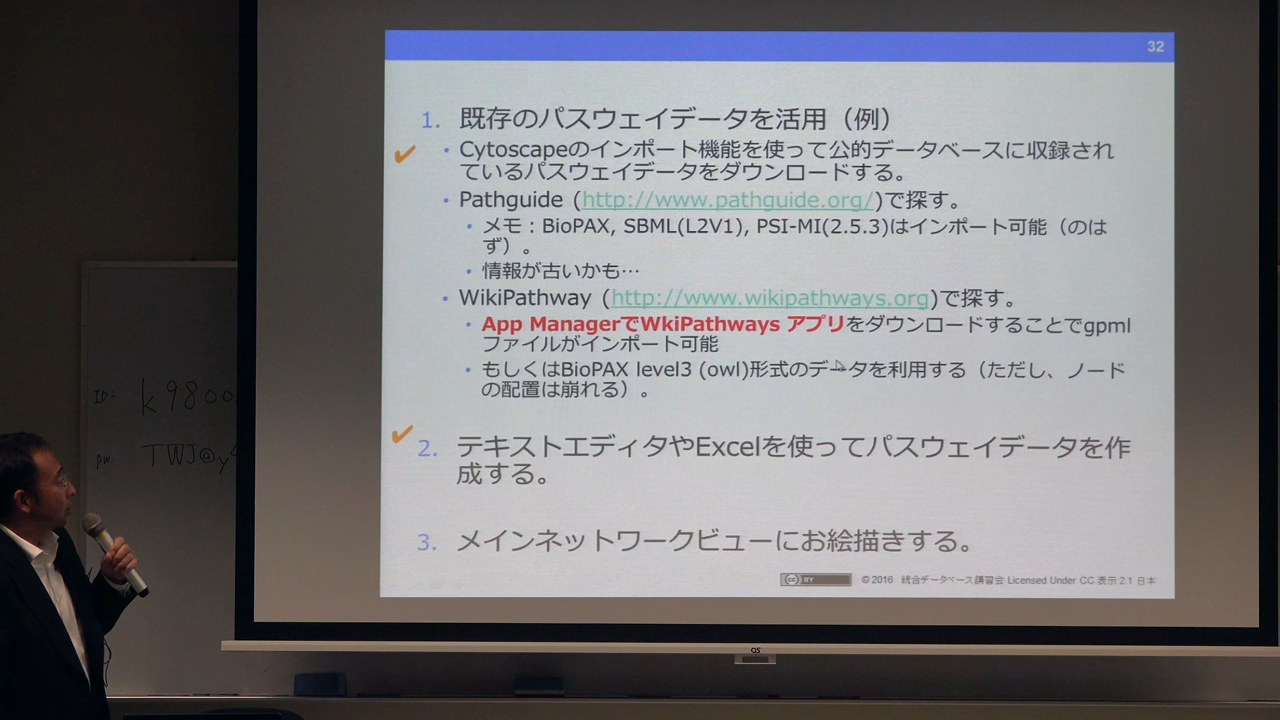 32
1. 既存のパスウェイデータを活用（例）
✔ • Cytoscapeのインポート機能を使って公的データベースに収録され
ているパスウェイデータをダウンロードする。
• Pathguide (http://www.pathguide.org/)で探す。
• メモ：BioPAX, SBML(L2V1), PSI-MI(2.5.3)はインポート可能（のは
ず）。
• 情報が古いかも…
• WikiPathway (http://www.wikipathways.org)で探す。
• App ManagerでWkiPathways アプリをダウンロードすることでgpml
ファイルがインポート可能
• もしくはBioPAX level3 (owl)形式のデータを利用する（ただし、ノード
の配置は崩れる）。
✔ 2. テキストエディタやExcelを使ってパスウェイデータを作
成する。
3. メインネットワークビューにお絵描きする。
cc BY © 2016 統合データベース講習会 Licensed Under CC 表示 2.1 日本
ID: k9800
pw: TWJ@y
OS